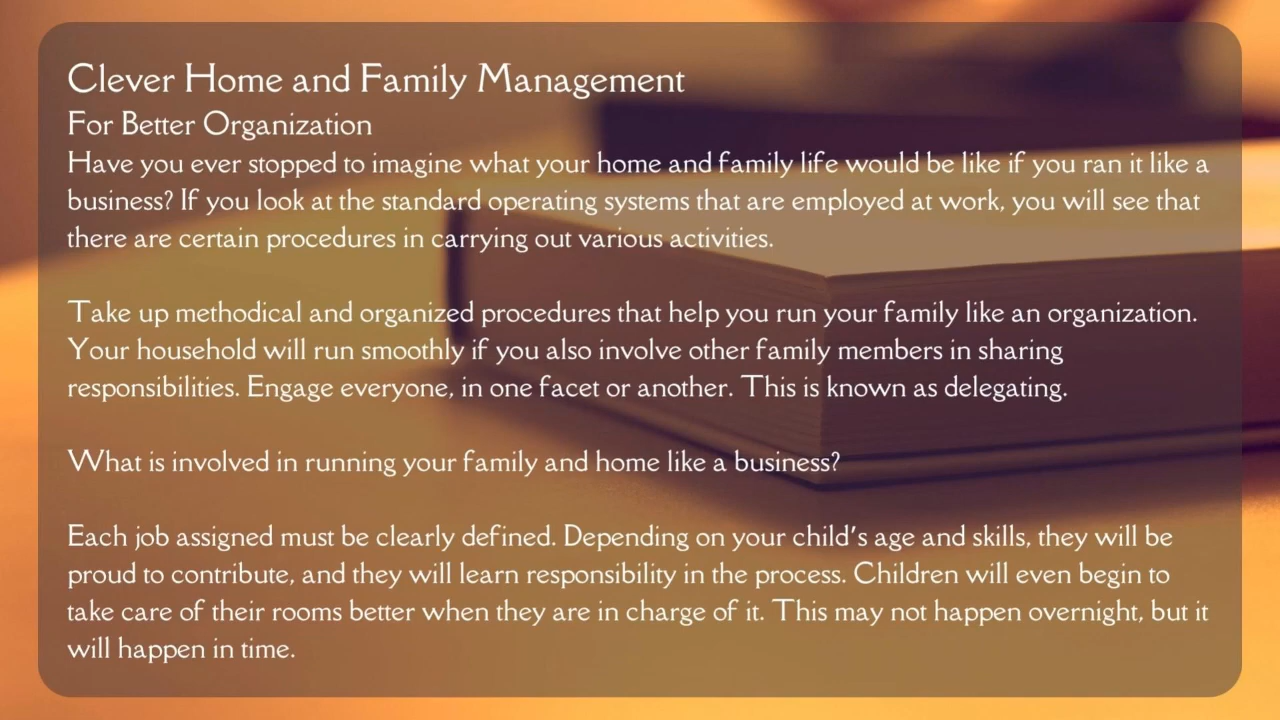 Clever Home and Family Management
For Better Organization
Have you ever stopped to imagine what your home and family life would be like if you ran it like a
business? If you look at the standard operating systems that are employed at work, you will see that
there are certain procedures in carrying out various activities.
Take up methodical and organized procedures that help you run your family like an organization.
Your household will run smoothly if you also involve other family members in sharing
responsibilities. Engage everyone, in one facet or another. This is known as delegating.
What is involved in running your family and home like a business?
Each job assigned must be clearly defined. Depending on your child's age and skills, they will be
proud to contribute, and they will learn responsibility in the process. Children will even begin to
take care of their rooms better when they are in charge of it. This may not happen overnight, but it
will happen in time.